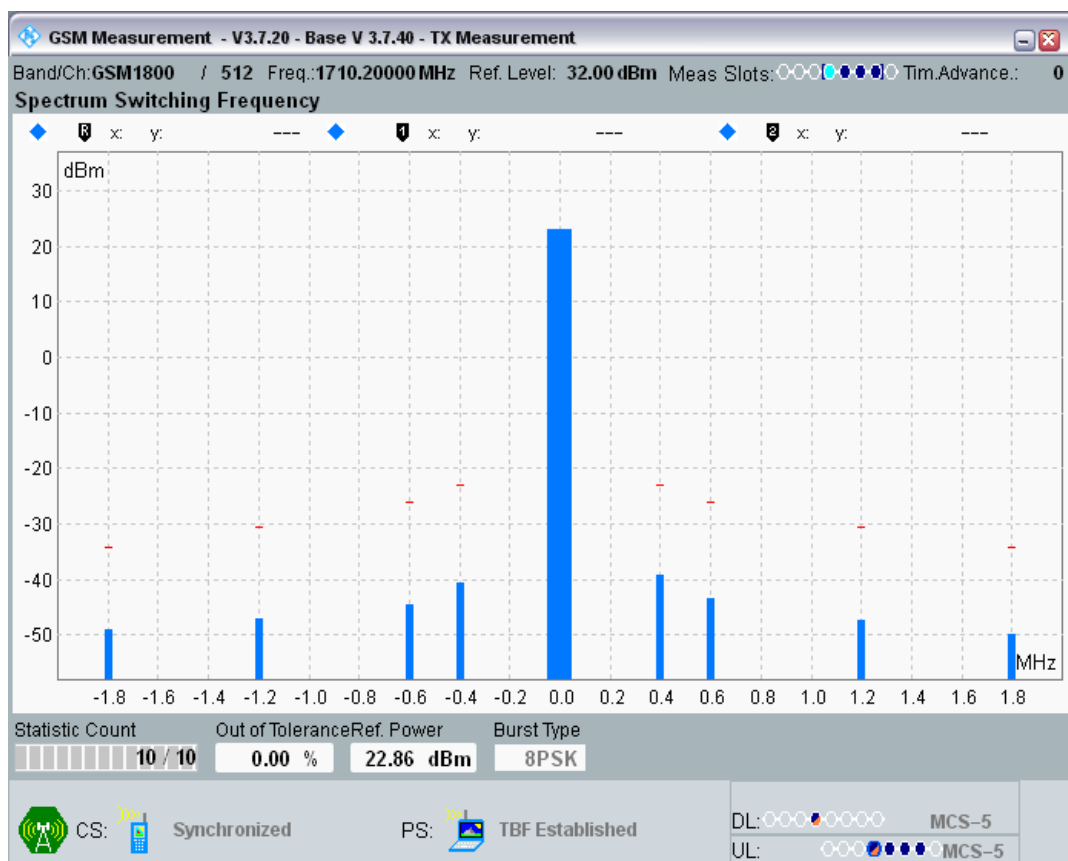 GSM Measurement - V3.7.20 - Base V 3.7.40 - TX Measurement
Band/Ch:GSM1800 / 512 Freq.:1710.20000 MHz Ref. Level: 32.00 dBm Meas Slots: Tim.Advance.: 0
Spectrum Switching Frequency
R x: y: --- 1 x: y: --- 2 x: y: ---
dBm
30
20
10
0
-10
-20
-30
-40
-50
MHz
-1.8 -1.6 -1.4 -1.2 -1.0 -0.8 -0.6 -0.4 -0.2 0.0 0.2 0.4 0.6 0.8 1.0 1.2 1.4 1.6 1.8
Statistic Count Out of Tolerance Ref. Power Burst Type
10 / 10 0.00 % 22.86 dBm 8PSK
CS: Synchronized PS: TBF Established
DL: MCS-5
UL: MCS-5